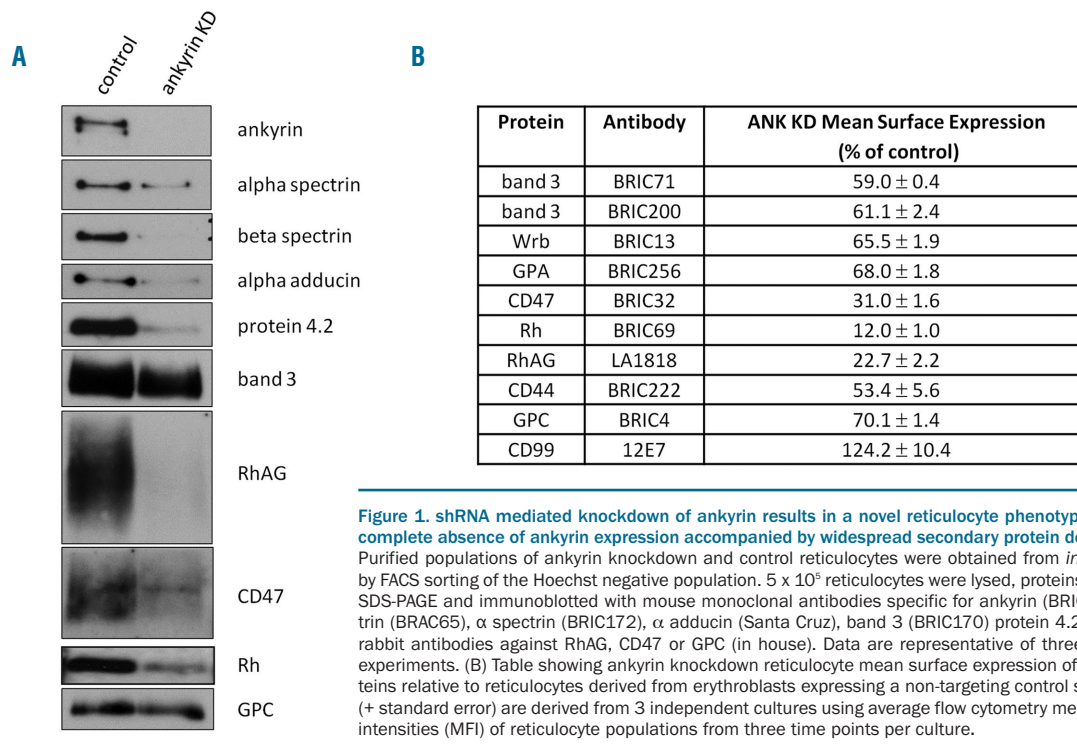 A
control
ankyrin KD
ankyrin
alpha spectrin
beta spectrin
alpha adducin
protein 4.2
band 3
RhAG
CD47
Rh
GPC
B
Protein Antibody ANK KD Mean Surface Expression (% of control)
band 3 BRIC71 59.0 ± 0.4
band 3 BRIC200 61.1 ± 2.4
Wrb BRIC13 65.5 ± 1.9
GPA BRIC256 68.0 ± 1.8
CD47 BRIC32 31.0 ± 1.6
Rh BRIC69 12.0 ± 1.0
RhAG LA1818 22.7 ± 2.2
CD44 BRIC222 53.4 ± 5.6
GPC BRIC4 70.1 ± 1.4
CD99 12E7 124.2 ± 10.4
Figure 1. shRNA mediated knockdown of ankyrin results in a novel reticulocyte phenotyp
complete absence of ankyrin expression accompanied by widespread secondary protein de
Purified populations of ankyrin knockdown and control reticulocytes were obtained from in
by FACS sorting of the Hoechst negative population. 5 x 10⁵ reticulocytes were lysed, proteins
SDS-PAGE and immunoblotted with mouse monoclonal antibodies specific for ankyrin (BRI
trin (BRAC65), α spectrin (BRIC172), α adducin (Santa Cruz), band 3 (BRIC170) protein 4.2
rabbit antibodies against RhAG, CD47 or GPC (in house). Data are representative of three
experiments. (B) Table showing ankyrin knockdown reticulocyte mean surface expression of
teins relative to reticulocytes derived from erythroblasts expressing a non-targeting control s
(+ standard error) are derived from 3 independent cultures using average flow cytometry me
intensities (MFI) of reticulocyte populations from three time points per culture.